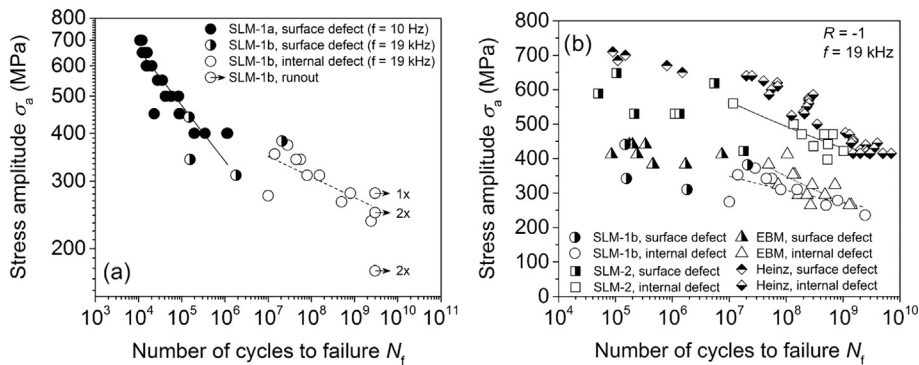 800
700
600
500
400
300
200
Stress amplitude σa (MPa)
SLM-1a, surface defect (f = 10 Hz)
SLM-1b, surface defect (f = 19 kHz)
SLM-1b, internal defect (f = 19 kHz)
SLM-1b, runout
1x
2x
2x
(a)
10³ 10⁴ 10⁵ 10⁶ 10⁷ 10⁸ 10⁹ 10¹⁰ 10¹¹
Number of cycles to failure Nf
800
700
600
500
400
300
200
100
0
Stress amplitude σa (MPa)
(b)
R = -1
f = 19 kHz
SLM-1b, surface defect
SLM-1b, internal defect
SLM-2, surface defect
SLM-2, internal defect
EBM, surface defect
EBM, internal defect
Heinz, surface defect
Heinz, internal defect
10⁴ 10⁵ 10⁶ 10⁷ 10⁸ 10⁹ 10¹⁰
Number of cycles to failure Nf